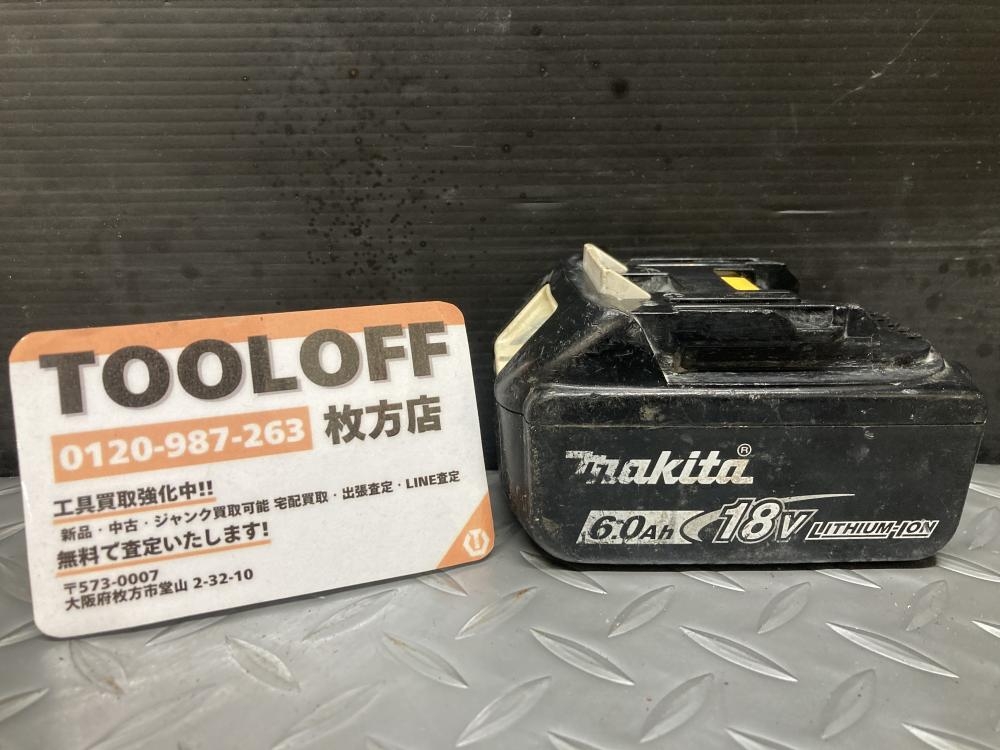 TOOLOFF
0120-987-263 枚方店
工具買取強化中!!
新品・中古・ジャンク買取可能 宅配買取・出張査定・LINE査定
無料で査定いたします!
〒573-0007
大阪府枚方市堂山 2-32-10
makita®
6.0Ah 18V LITHIUM-ION